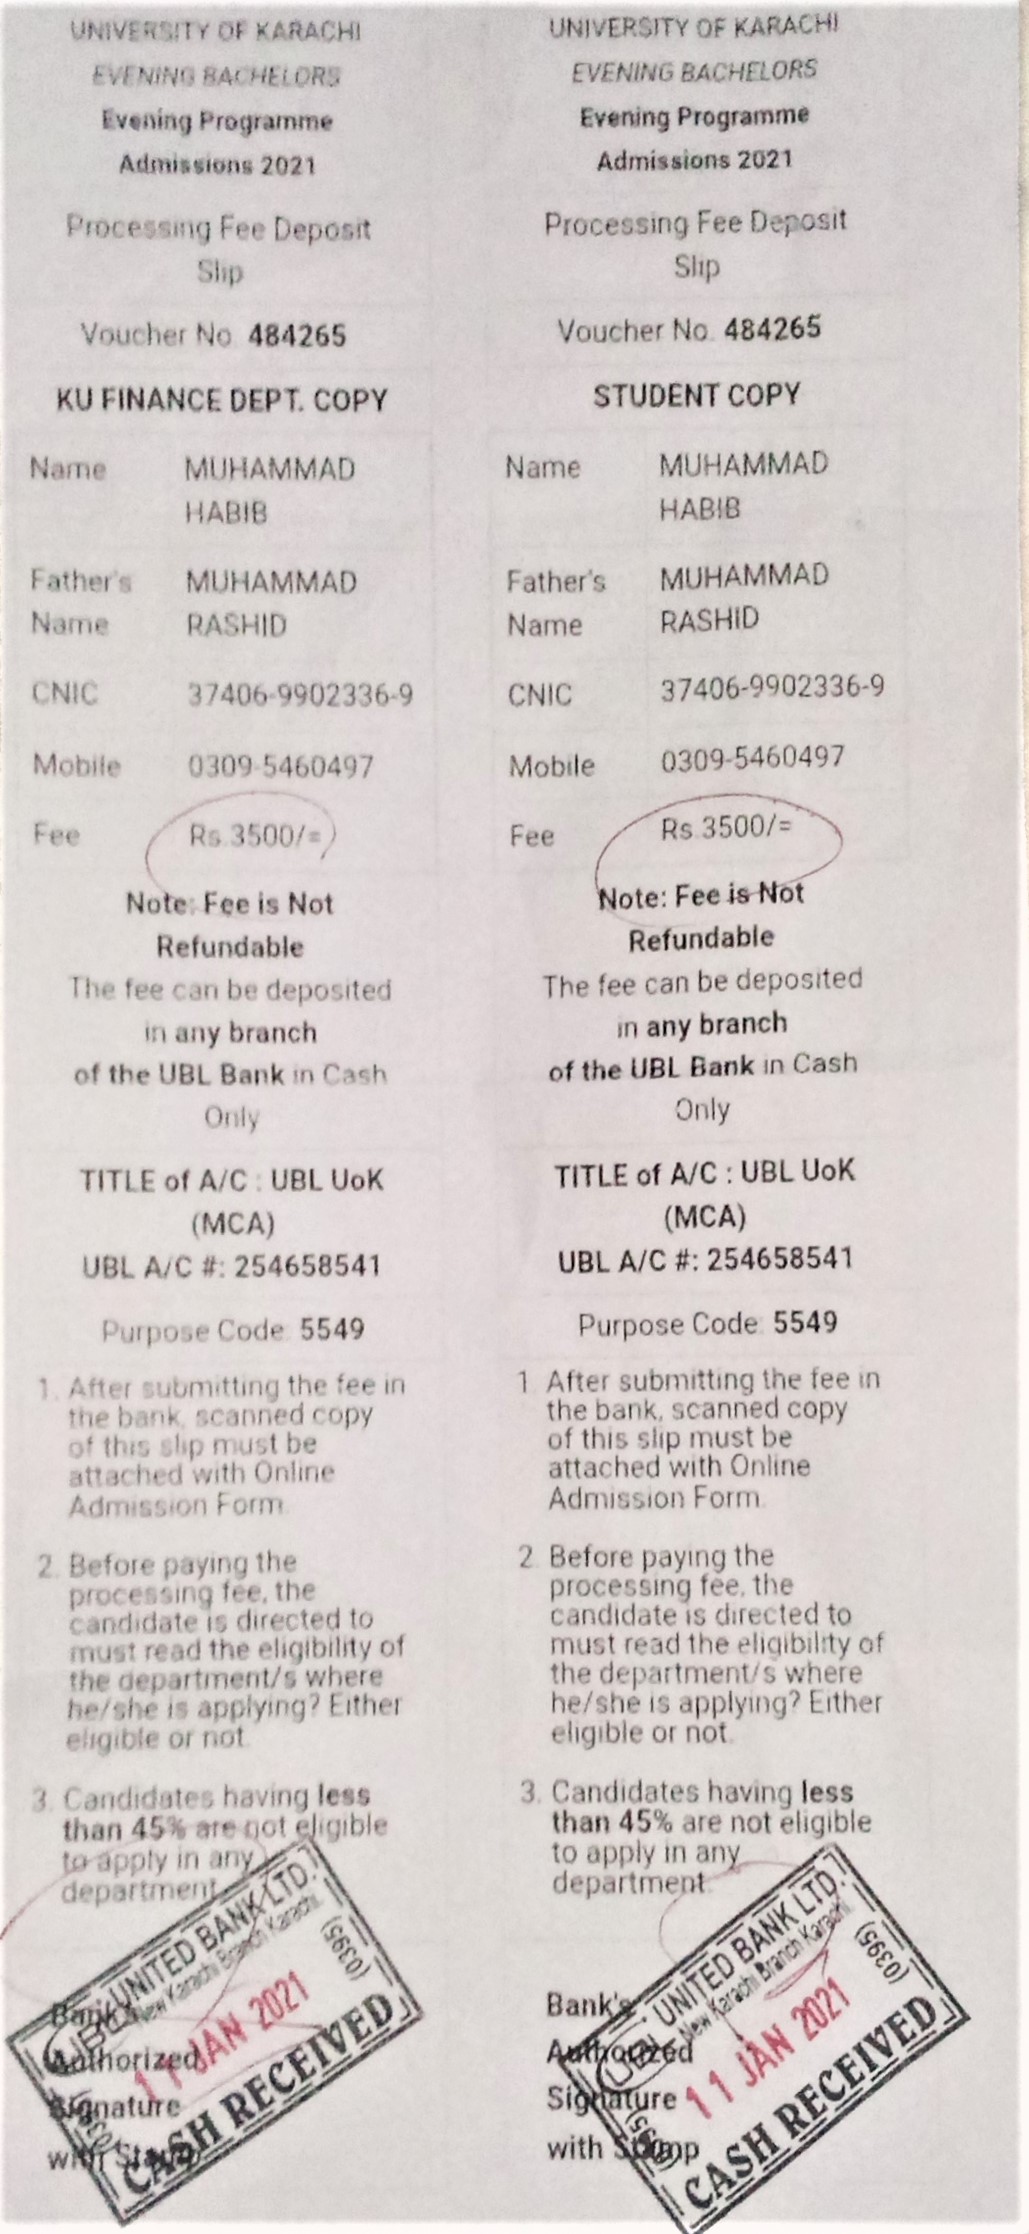 UNIVERSITY OF KARACHI
EVENING BACHELORS
Evening Programme
Admissions 2021
Processing Fee Deposit
Slip
Voucher No. 484265
KU FINANCE DEPT. COPY
Name MUHAMMAD
HABIB
Father's MUHAMMAD
Name RASHID
CNIC 37406-9902336-9
Mobile 0309-5460497
Fee Rs.3500/=
Note: Fee is Not
Refundable
The fee can be deposited
in any branch
of the UBL Bank in Cash
Only
TITLE of A/C : UBL UoK
(MCA)
UBL A/C #: 254658541
Purpose Code: 5549
1. After submitting the fee in
the bank, scanned copy
of this slip must be
attached with Online
Admission Form.
2. Before paying the
processing fee, the
candidate is directed to
must read the eligibility of
the department/s where
he/she is applying? Either
eligible or not.
3. Candidates having less
than 45% are not eligible
to apply in any
department.
Bank's
Authorized
Signature
with Stamp
UBL UNITED BANK LTD.
New Karachi Branch Karachi.
(0395)
11 JAN 2021
CASH RECEIVED
UNIVERSITY OF KARACHI
EVENING BACHELORS
Evening Programme
Admissions 2021
Processing Fee Deposit
Slip
Voucher No. 484265
STUDENT COPY
Name MUHAMMAD
HABIB
Father's MUHAMMAD
Name RASHID
CNIC 37406-9902336-9
Mobile 0309-5460497
Fee Rs.3500/=
Note: Fee is Not
Refundable
The fee can be deposited
in any branch
of the UBL Bank in Cash
Only
TITLE of A/C : UBL UoK
(MCA)
UBL A/C #: 254658541
Purpose Code: 5549
1. After submitting the fee in
the bank, scanned copy
of this slip must be
attached with Online
Admission Form.
2. Before paying the
processing fee, the
candidate is directed to
must read the eligibility of
the department/s where
he/she is applying? Either
eligible or not.
3. Candidates having less
than 45% are not eligible
to apply in any
department.
Bank's
Authorized
Signature
with Stamp
UBL UNITED BANK LTD.
New Karachi Branch Karachi
(0395)
11 JAN 2021
CASH RECEIVED